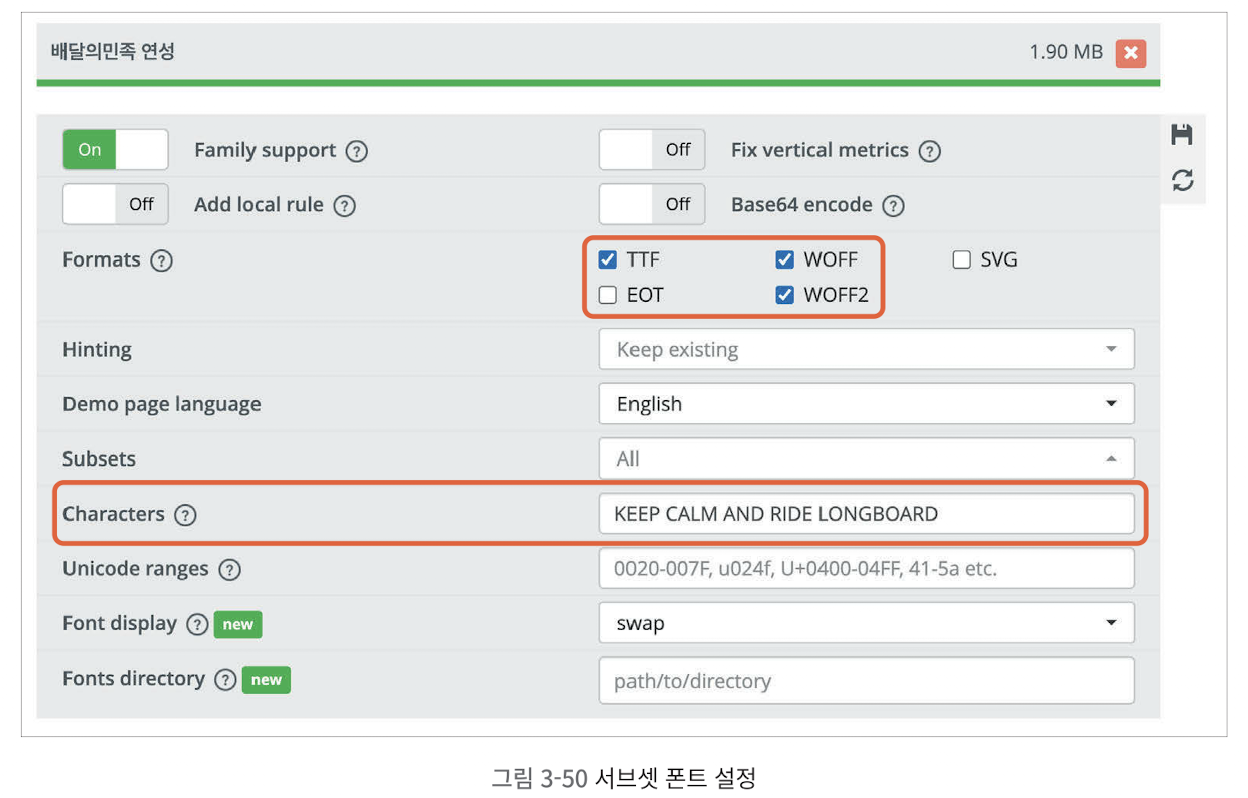 배달의민족 연성 1.90 MB
On Family support ? Off Fix vertical metrics ?
Off Add local rule ? Off Base64 encode ?
Formats ? TTF WOFF SVG
EOT WOFF2
Hinting Keep existing
Demo page language English
Subsets All
Characters ? KEEP CALM AND RIDE LONGBOARD
Unicode ranges ? 0020-007F, u024f, U+0400-04FF, 41-5a etc.
Font display ? new swap
Fonts directory ? new path/to/directory
그림 3-50 서브셋 폰트 설정